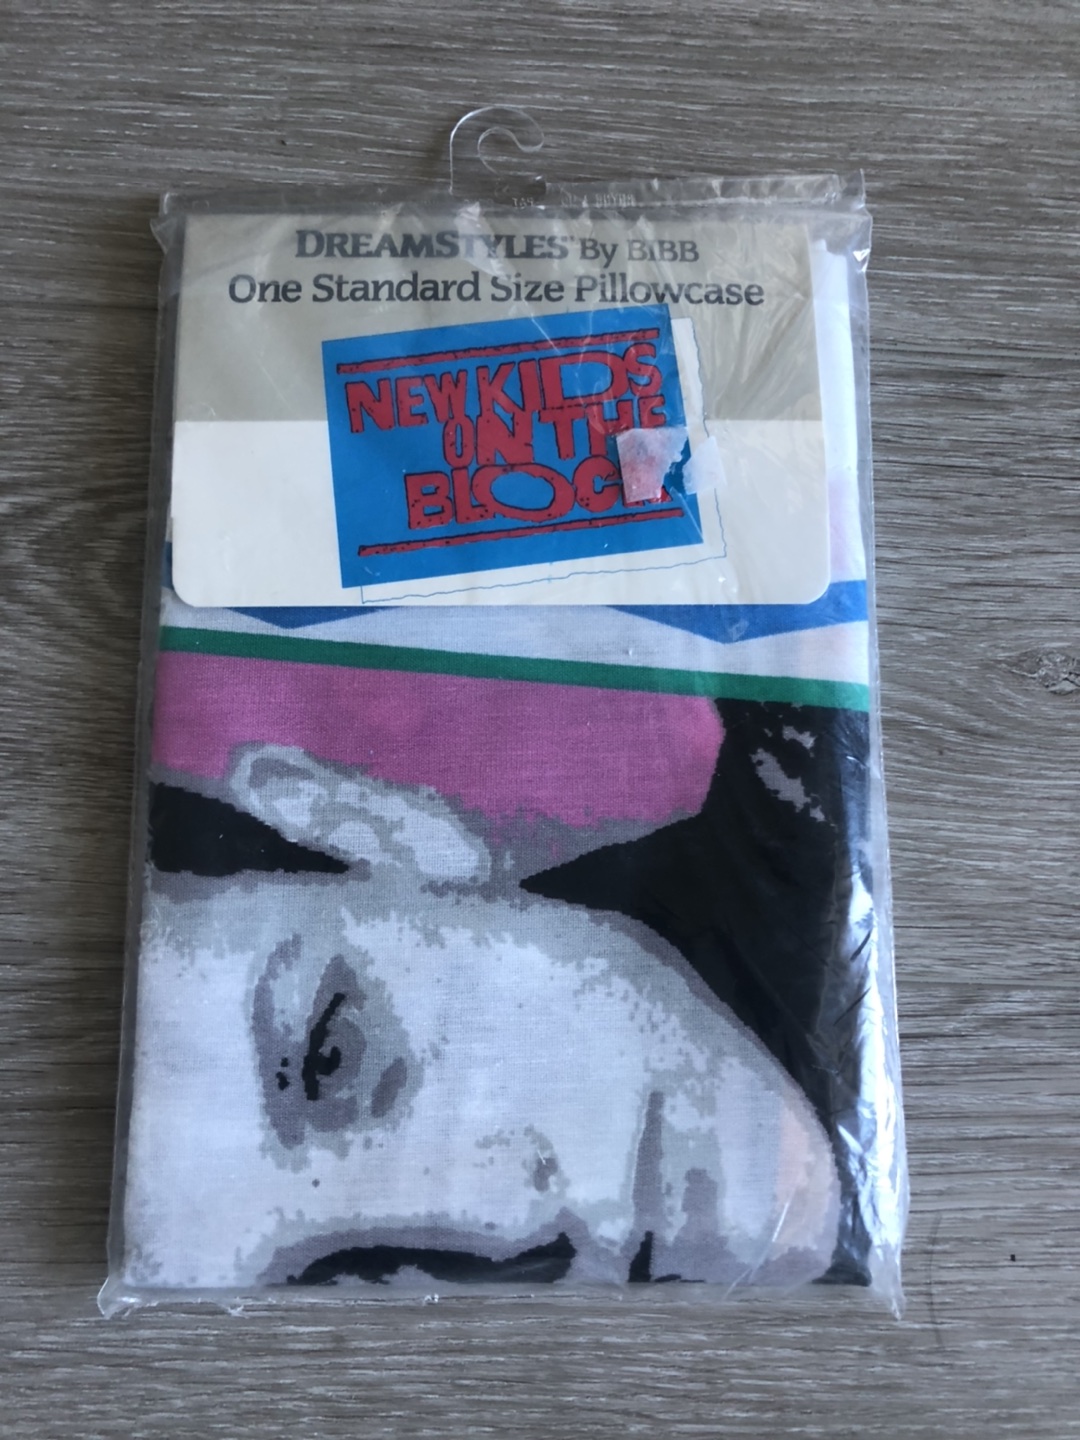 DREAMSTYLES By BIBB
One Standard Size Pillowcase
NEW KIDS
ON THE
BLOCK